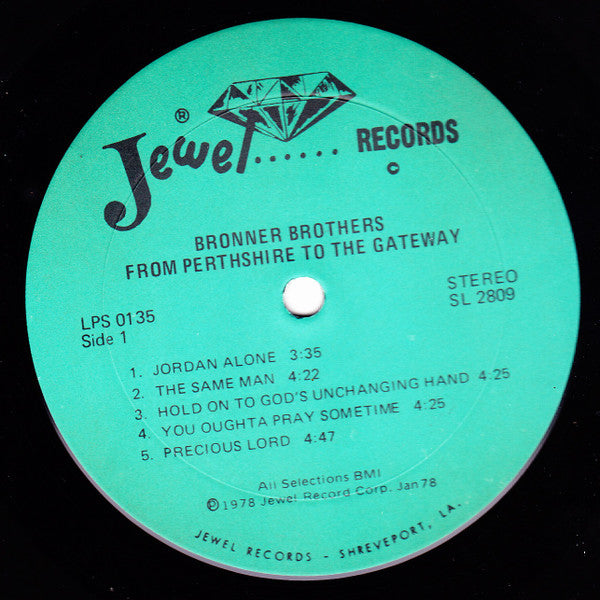 ®
Jewel...... RECORDS
©
BRONNER BROTHERS
FROM PERTHSHIRE TO THE GATEWAY
LPS 0135
Side 1
STEREO
SL 2809
1. JORDAN ALONE 3:35
2. THE SAME MAN 4:22
3. HOLD ON TO GOD'S UNCHANGING HAND 4:25
4. YOU OUGHTA PRAY SOMETIME 4:25
5. PRECIOUS LORD 4:47
All Selections BMI
℗1978 Jewel Record Corp. Jan 78
JEWEL RECORDS - SHREVEPORT, LA.